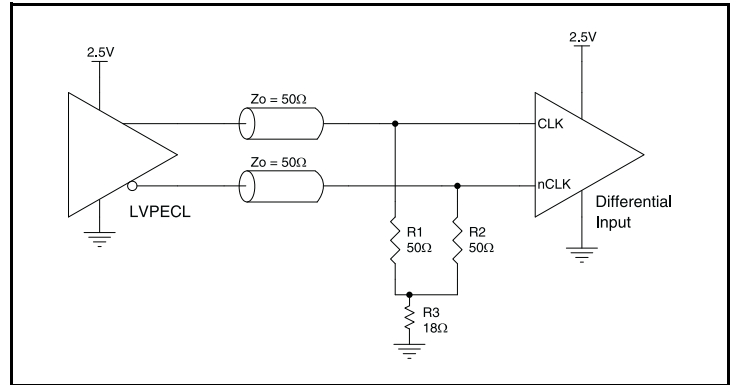 2.5V
2.5V
Zo = 50Ω
CLK
Zo = 50Ω
nCLK
LVPECL
Differential
Input
R1
50Ω
R2
50Ω
R3
18Ω